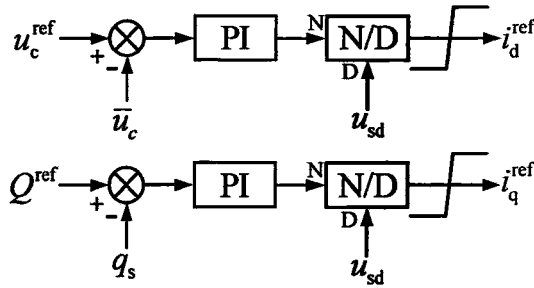 u_c^ref
+
-
ū_c
PI
N
N/D
D
u_sd
i_d^ref
Q^ref
+
-
q_s
PI
N
N/D
D
u_sd
i_q^ref